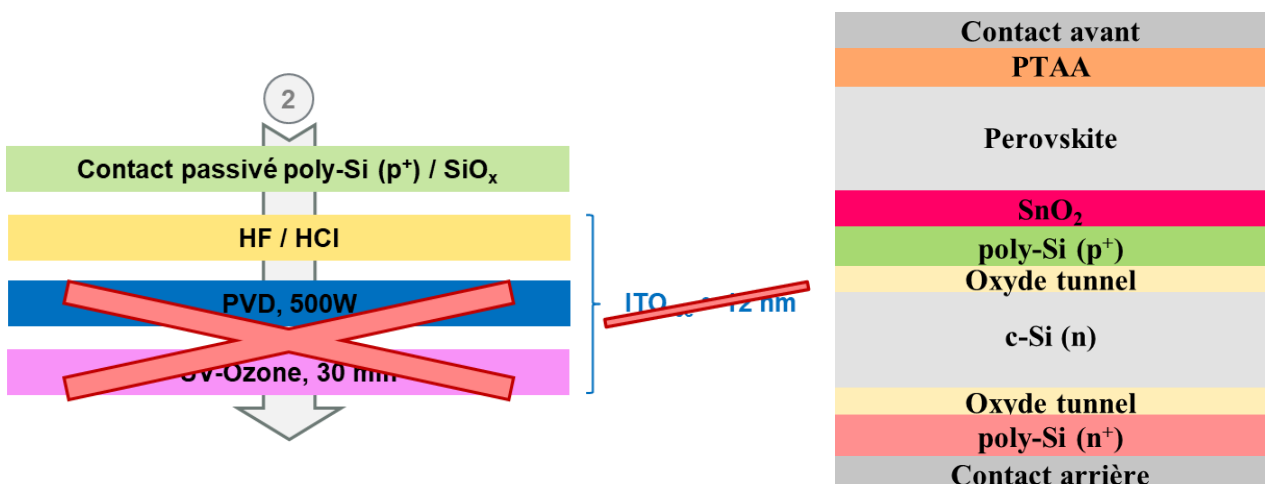 2
Contact passivé poly-Si (p⁺) / SiOₓ
HF / HCl
PVD, 500W
UV-Ozone, 30 min
ITO 12 nm
Contact avant
PTAA
Perovskite
SnO₂
poly-Si (p⁺)
Oxyde tunnel
c-Si (n)
Oxyde tunnel
poly-Si (n⁺)
Contact arrière